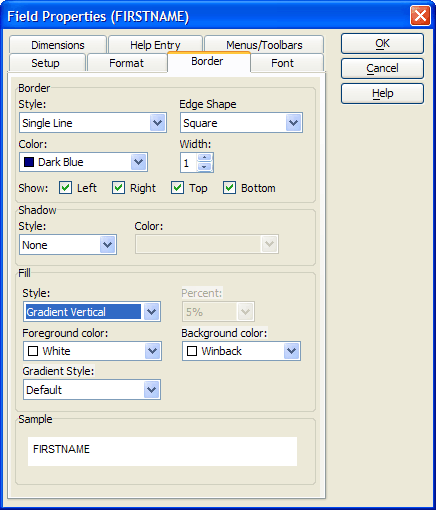 Field Properties (FIRSTNAME)
Dimensions Help Entry Menus/Toolbars
Setup Format Border Font
OK
Cancel
Help
Border
Style: Edge Shape
Single Line Square
Color: Width:
Dark Blue 1
Show: Left Right Top Bottom
Shadow
Style: Color:
None
Fill
Style: Percent:
Gradient Vertical 5%
Foreground color: Background color:
White Winback
Gradient Style:
Default
Sample
FIRSTNAME